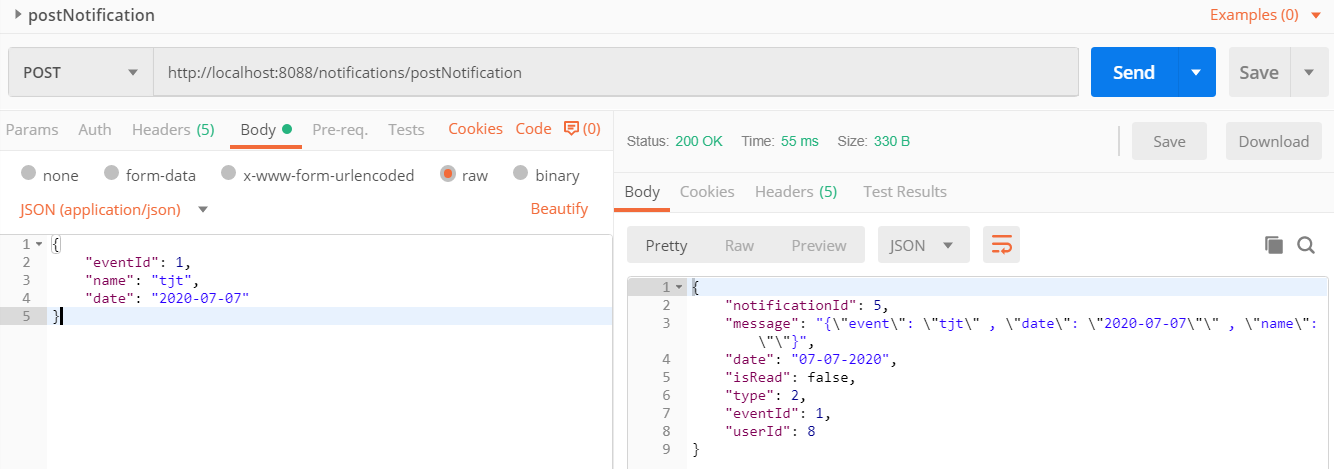 postNotification
Examples (0)
POST
http://localhost:8088/notifications/postNotification
Send
Save
Params Auth Headers (5) Body Pre-req. Tests Cookies Code (0)
none form-data x-www-form-urlencoded raw binary
JSON (application/json)
Beautify
1 {
2 "eventId": 1,
3 "name": "tjt",
4 "date": "2020-07-07"
5 }
Status: 200 OK Time: 55 ms Size: 330 B
Save
Download
Body Cookies Headers (5) Test Results
Pretty Raw Preview JSON
1 {
2 "notificationId": 5,
3 "message": "{\"event\": \"tjt\" , \"date\": \"2020-07-07\"\" , \"name\":
\"\"}",
4 "date": "07-07-2020",
5 "isRead": false,
6 "type": 2,
7 "eventId": 1,
8 "userId": 8
9 }